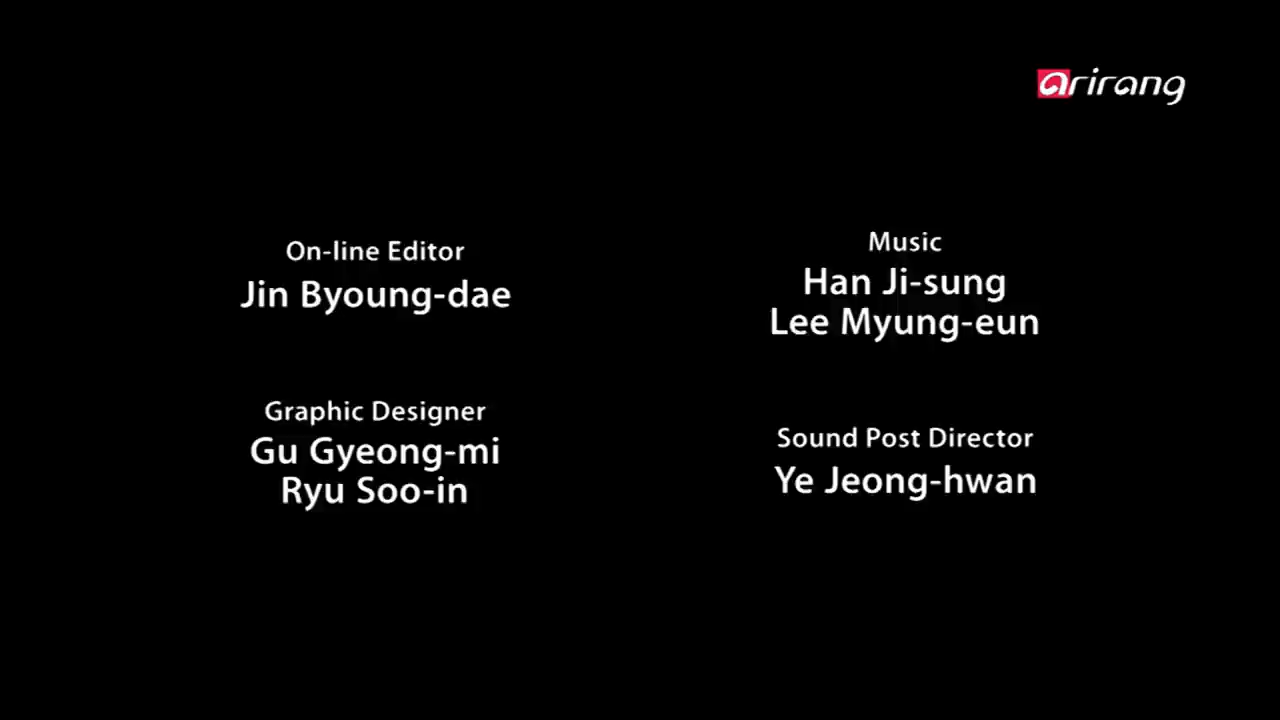 arirang
On-line Editor
Jin Byoung-dae
Music
Han Ji-sung
Lee Myung-eun
Graphic Designer
Gu Gyeong-mi
Ryu Soo-in
Sound Post Director
Ye Jeong-hwan